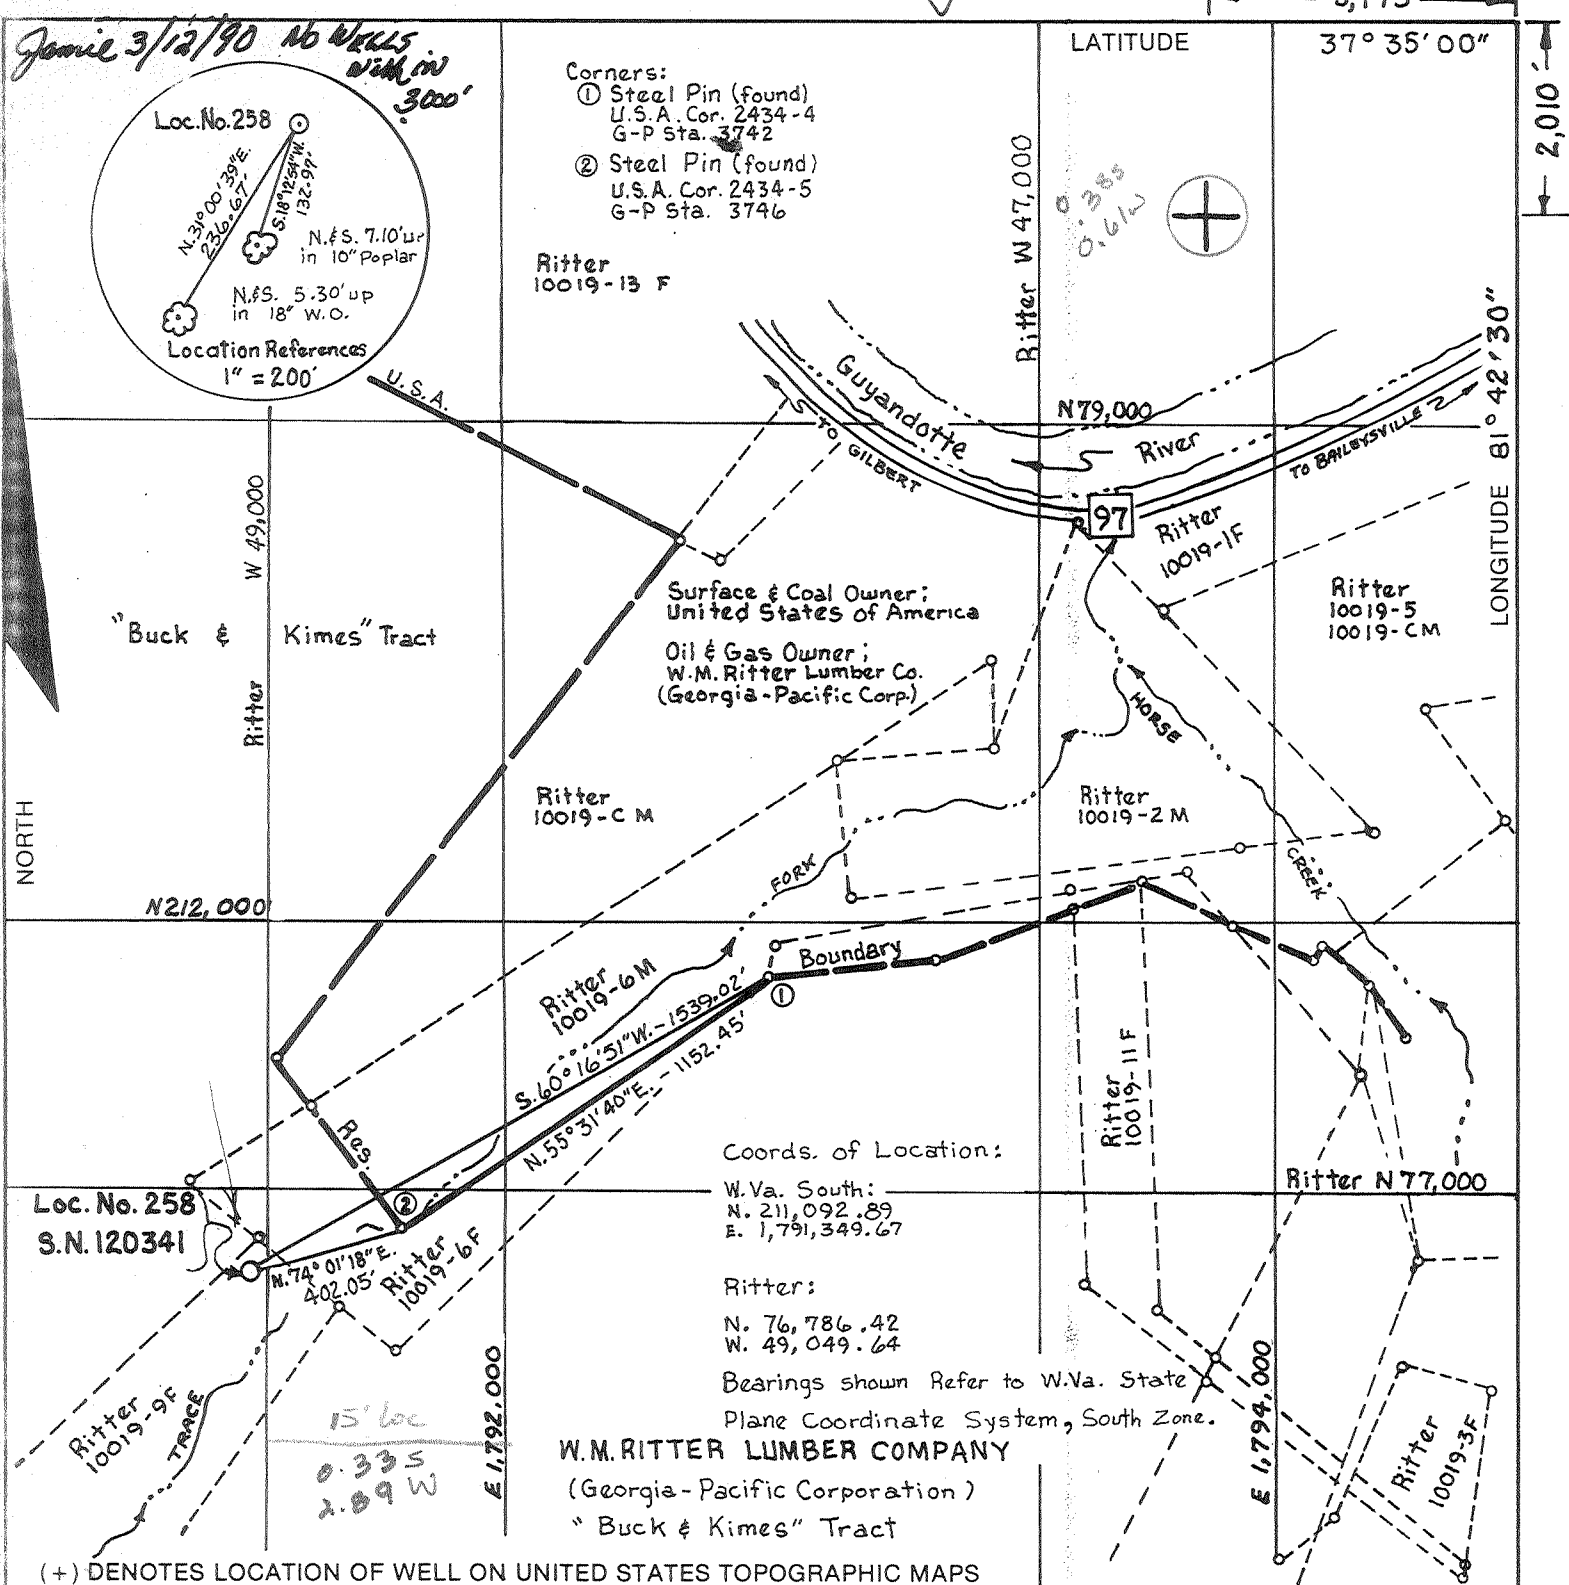 Jamie 3/12/90 No Wells
with in
3000'
LATITUDE 37° 35' 00"
2,010'
Loc. No. 258
N. 31° 00' 39" E.
236.67'
S. 18° 12' 54" W.
132.97'
N.&S. 7.10' up
in 10" Poplar
N.&S. 5.30' up
in 18" W.O.
Location References
1" = 200'
Corners:
① Steel Pin (found)
U.S.A. Cor. 2434-4
G-P Sta. 3742
② Steel Pin (found)
U.S.A. Cor. 2434-5
G-P Sta. 3746
Ritter
10019-13 F
Ritter W 47,000
0.38s
0.61w
LONGITUDE 81° 42' 30"
U.S.A.
Guyandotte
River
N79,000
TO GILBERT
TO BAILEYSVILLE
97
Ritter
10019-1F
Ritter
10019-5
10019-CM
Ritter W 49,000
"Buck & Kimes" Tract
Surface & Coal Owner;
United States of America
Oil & Gas Owner;
W.M. Ritter Lumber Co.
(Georgia-Pacific Corp.)
HORSE
CREEK
NORTH
Ritter
10019-C M
Ritter
10019-2 M
FORK
N212,000
Boundary
①
Ritter
10019-6M
S. 60° 16' 51" W. - 1539.02'
N. 55° 31' 40" E. - 1152.45'
Ritter
10019-11F
Res.
②
Loc. No. 258
S.N. 120341
N. 74° 01' 18" E.
402.05'
Ritter
10019-6F
Coords. of Location:
W.Va. South:
N. 211,092.89
E. 1,791,349.67
Ritter N 77,000
Ritter:
N. 76,786.42
W. 49,049.64
Bearings shown Refer to W.Va. State
Plane Coordinate System, South Zone.
Ritter
10019-9F
TRACE
15' Loc
0.33s
2.89 W
E 1,792,000
E 1,794,000
Ritter
10019-3F
W.M. RITTER LUMBER COMPANY
(Georgia-Pacific Corporation)
"Buck & Kimes" Tract
(+) DENOTES LOCATION OF WELL ON UNITED STATES TOPOGRAPHIC MAPS